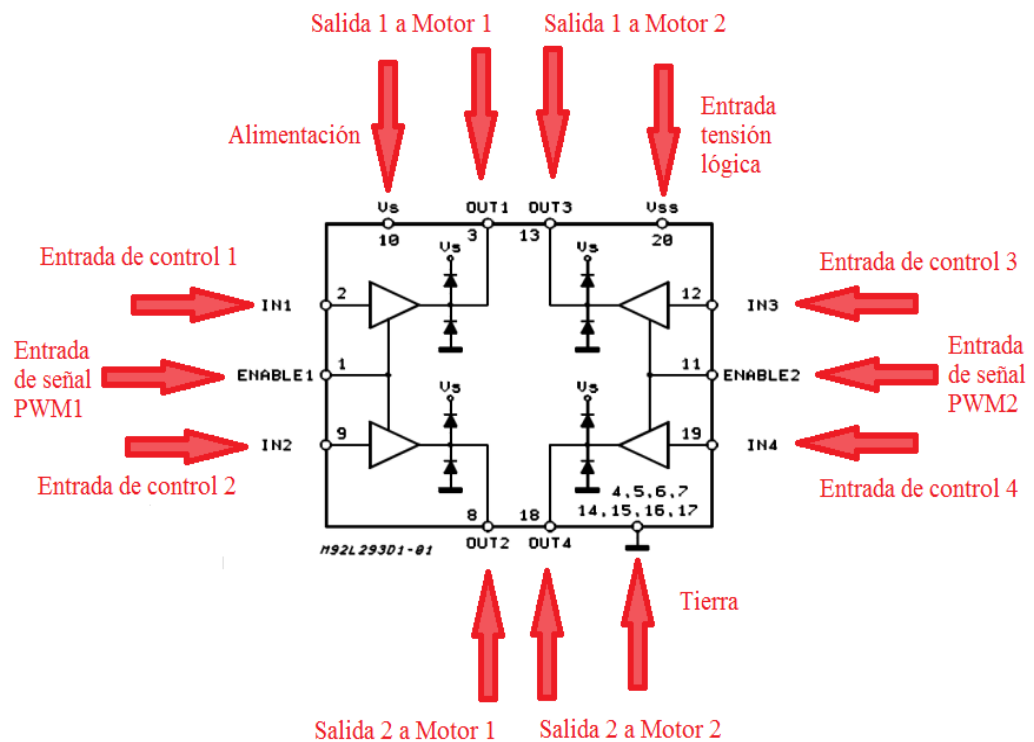 Salida 1 a Motor 1
Salida 1 a Motor 2
Alimentación
Entrada
tensión
lógica
Vs
OUT1
OUT3
Vss
10
3
13
20
Vs
Vs
Entrada de control 1
Entrada de control 3
IN1
2
12
IN3
Entrada
de señal
PWM1
ENABLE1
1
11
ENABLE2
Entrada
de señal
PWM2
Vs
Vs
IN2
9
19
IN4
Entrada de control 2
Entrada de control 4
4,5,6,7
14,15,16,17
8
18
M92L293D1-01
OUT2
OUT4
Tierra
Salida 2 a Motor 1
Salida 2 a Motor 2